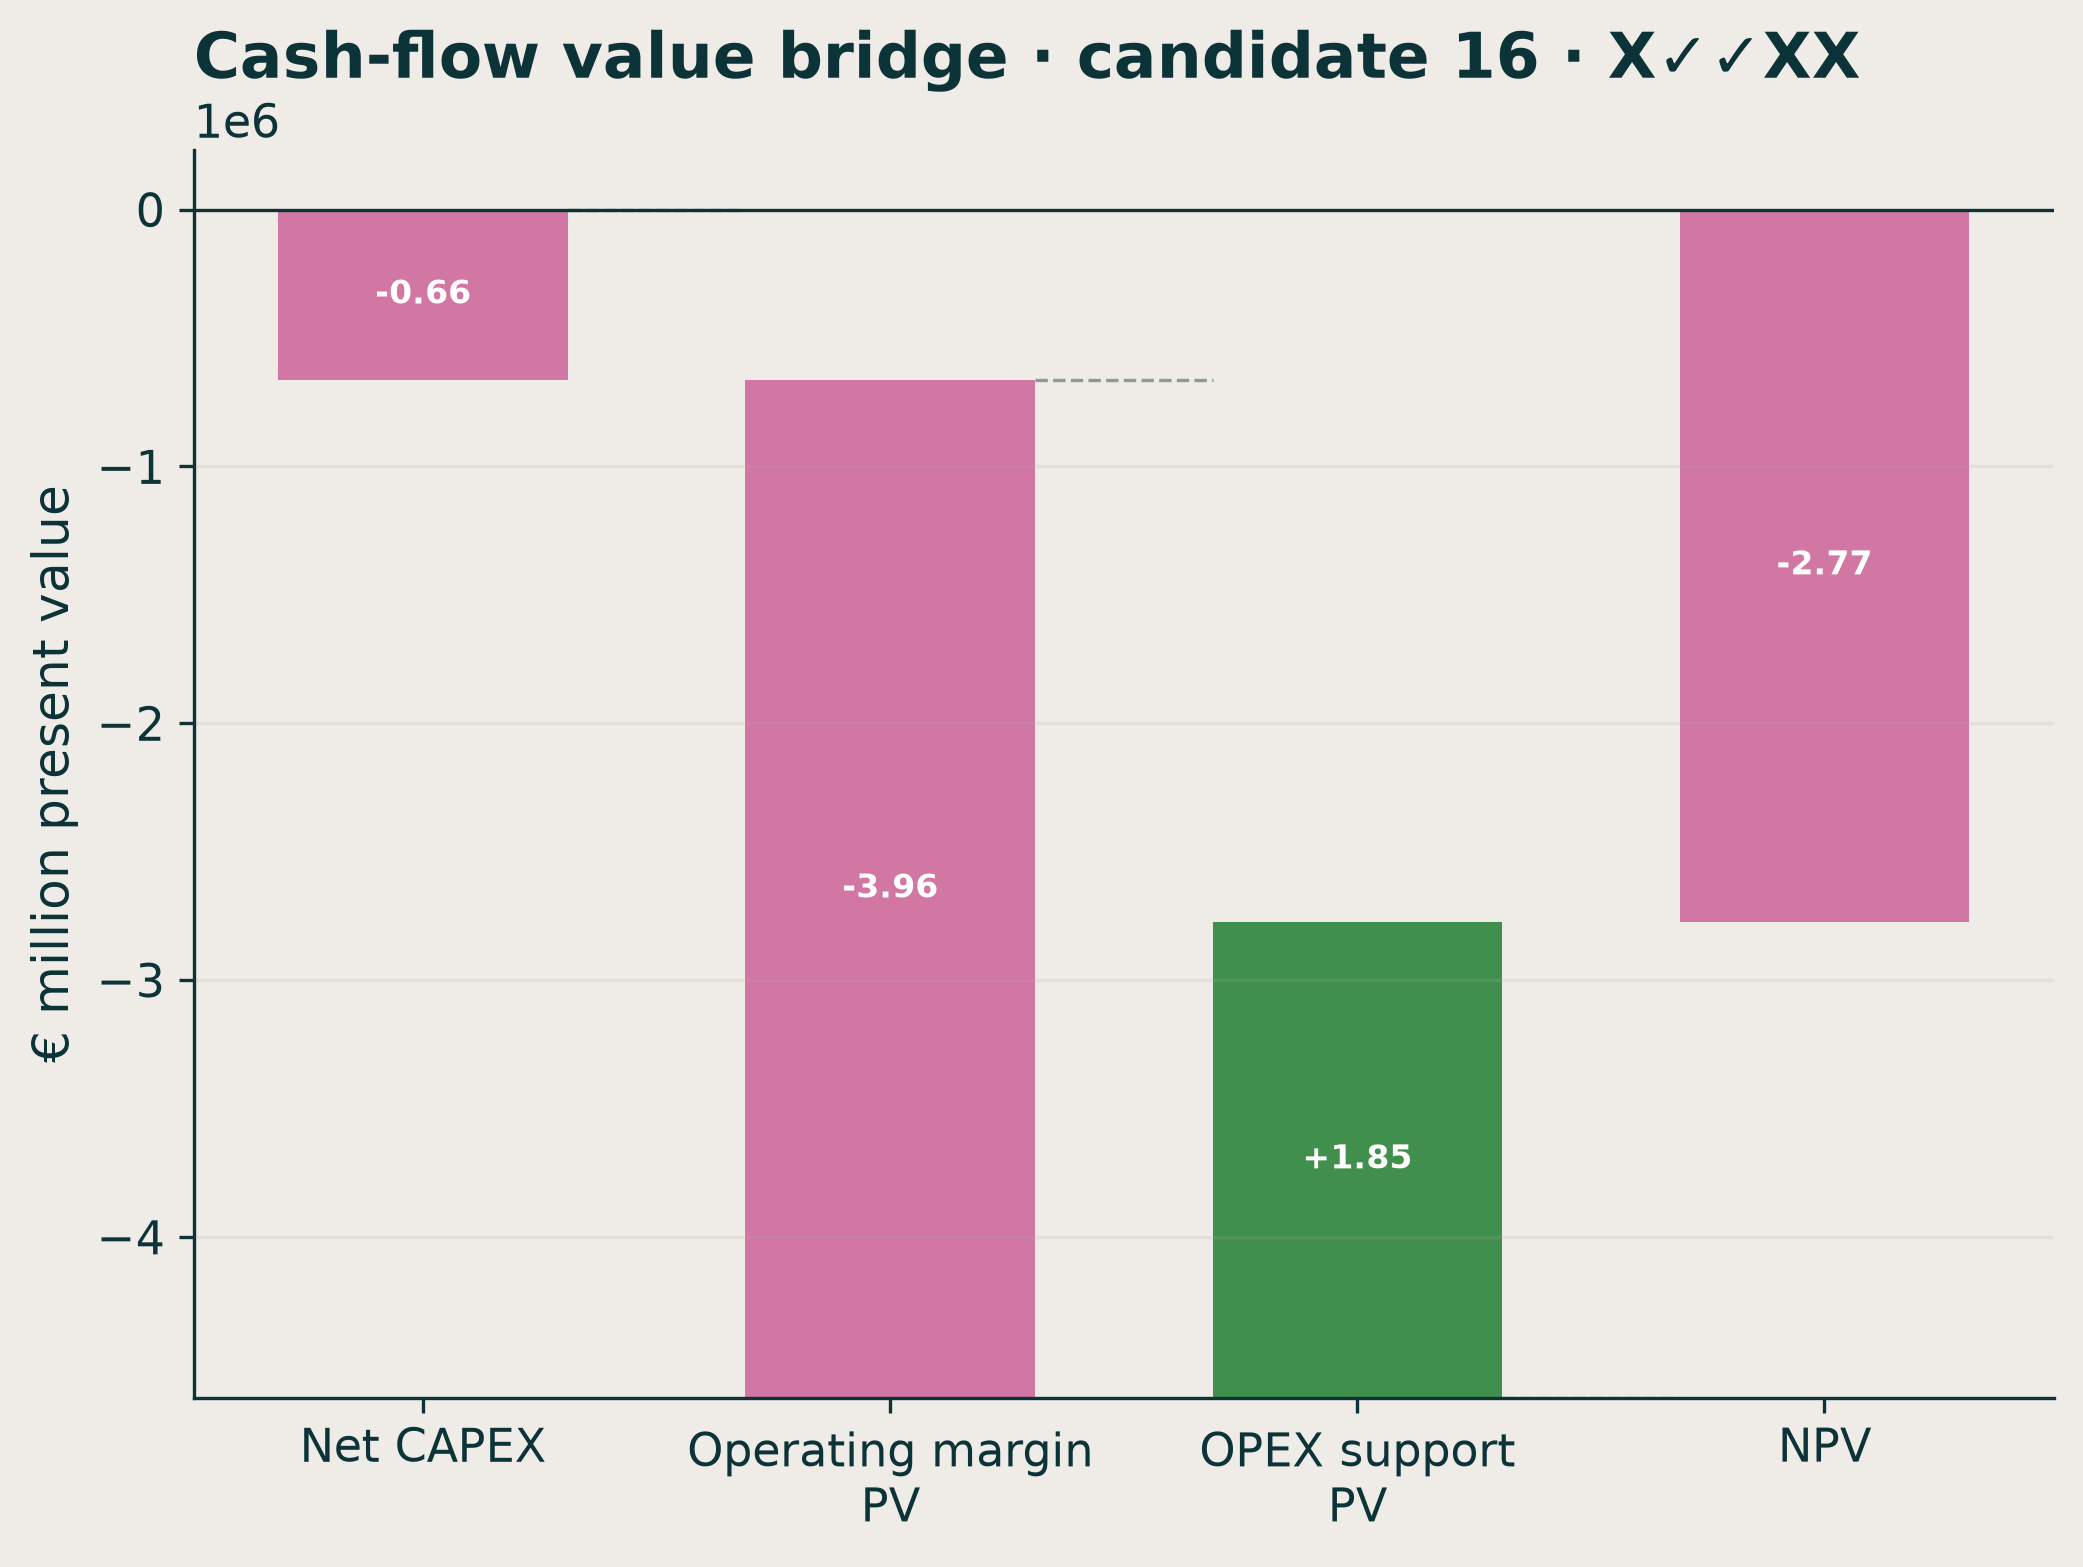 Cash-flow value bridge · candidate 16 · X✓✓XX
1e6
€ million present value
0
−1
−2
−3
−4
-0.66
-3.96
+1.85
-2.77
Net CAPEX
Operating margin
PV
OPEX support
PV
NPV